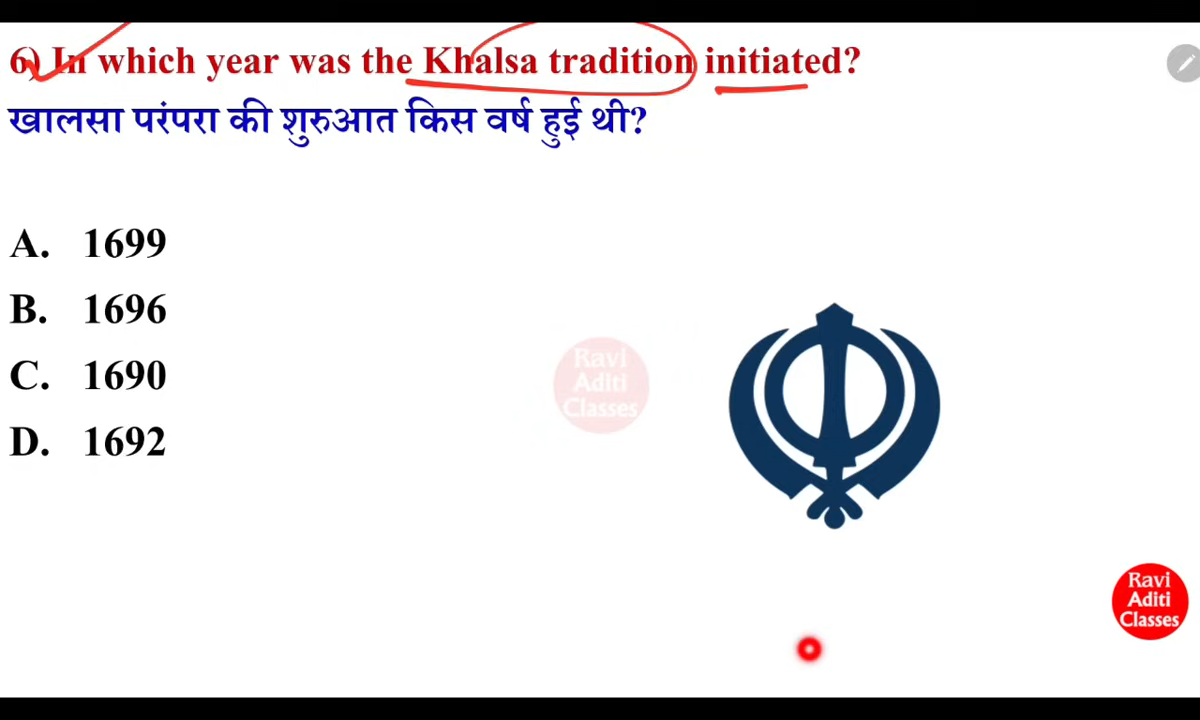 6) In which year was the Khalsa tradition initiated?
खालसा परंपरा की शुरुआत किस वर्ष हुई थी?
A. 1699
B. 1696
C. 1690
D. 1692
Ravi
Aditi
Classes
Ravi
Aditi
Classes